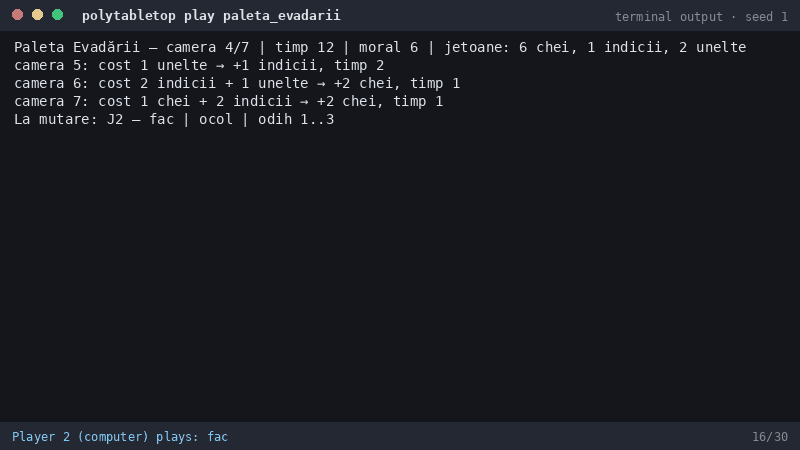 polytabletop play paleta_evadarii
terminal output · seed 1
Paleta Evadării — camera 4/7 | timp 12 | moral 6 | jetoane: 6 chei, 1 indicii, 2 unelte
camera 5: cost 1 unelte → +1 indicii, timp 2
camera 6: cost 2 indicii + 1 unelte → +2 chei, timp 1
camera 7: cost 1 chei + 2 indicii → +2 chei, timp 1
La mutare: J2 — fac | ocol | odih 1..3
Player 2 (computer) plays: fac
16/30